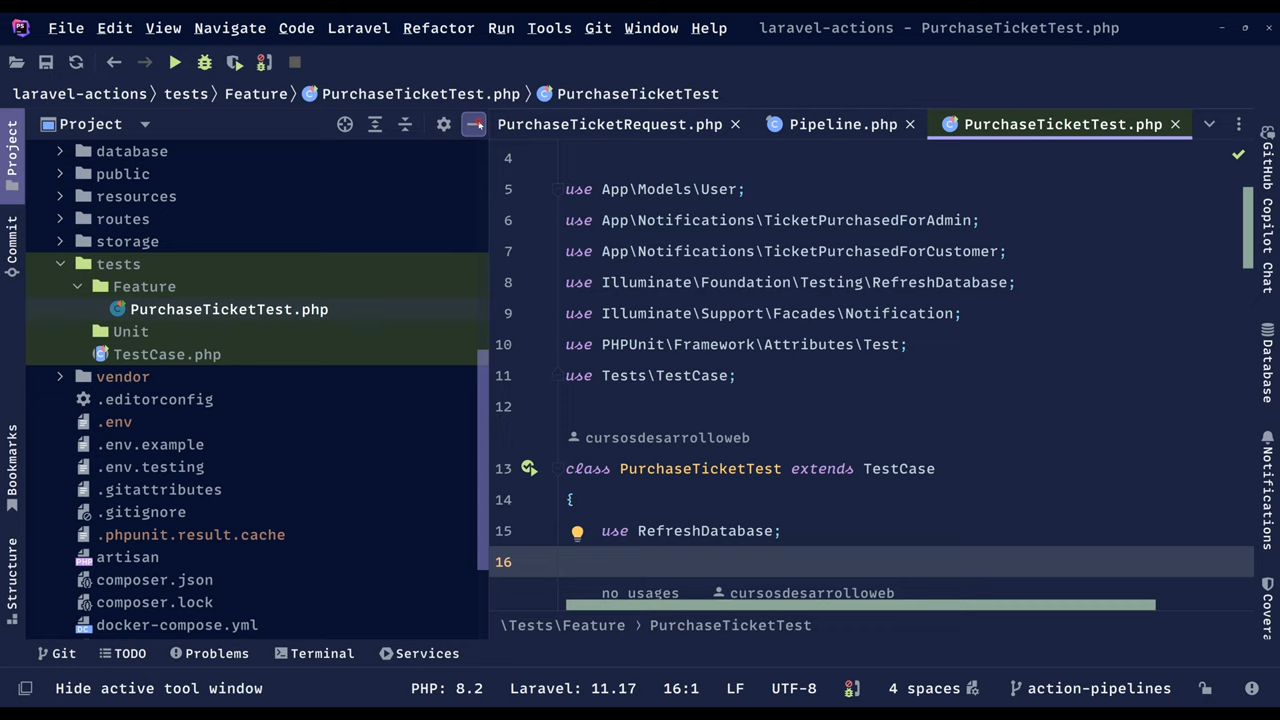 PS File Edit View Navigate Code Laravel Refactor Run Tools Git Window Help laravel-actions – PurchaseTicketTest.php
laravel-actions tests Feature PurchaseTicketTest.php PurchaseTicketTest
Project
PurchaseTicketRequest.php Pipeline.php PurchaseTicketTest.php
Project
Commit
Bookmarks
Structure
database
public
resources
routes
storage
tests
Feature
PurchaseTicketTest.php
Unit
TestCase.php
vendor
.editorconfig
.env
.env.example
.env.testing
.gitattributes
.gitignore
.phpunit.result.cache
artisan
composer.json
composer.lock
docker-compose.yml
4
5 use App\Models\User;
6 use App\Notifications\TicketPurchasedForAdmin;
7 use App\Notifications\TicketPurchasedForCustomer;
8 use Illuminate\Foundation\Testing\RefreshDatabase;
9 use Illuminate\Support\Facades\Notification;
10 use PHPUnit\Framework\Attributes\Test;
11 use Tests\TestCase;
12
cursosdesarrolloweb
13 class PurchaseTicketTest extends TestCase
14 {
15 use RefreshDatabase;
16
no usages cursosdesarrolloweb
\Tests\Feature PurchaseTicketTest
GitHub Copilot Chat
Database
Notifications
Git TODO Problems Terminal Services
Hide active tool window PHP: 8.2 Laravel: 11.17 16:1 LF UTF-8 4 spaces action-pipelines